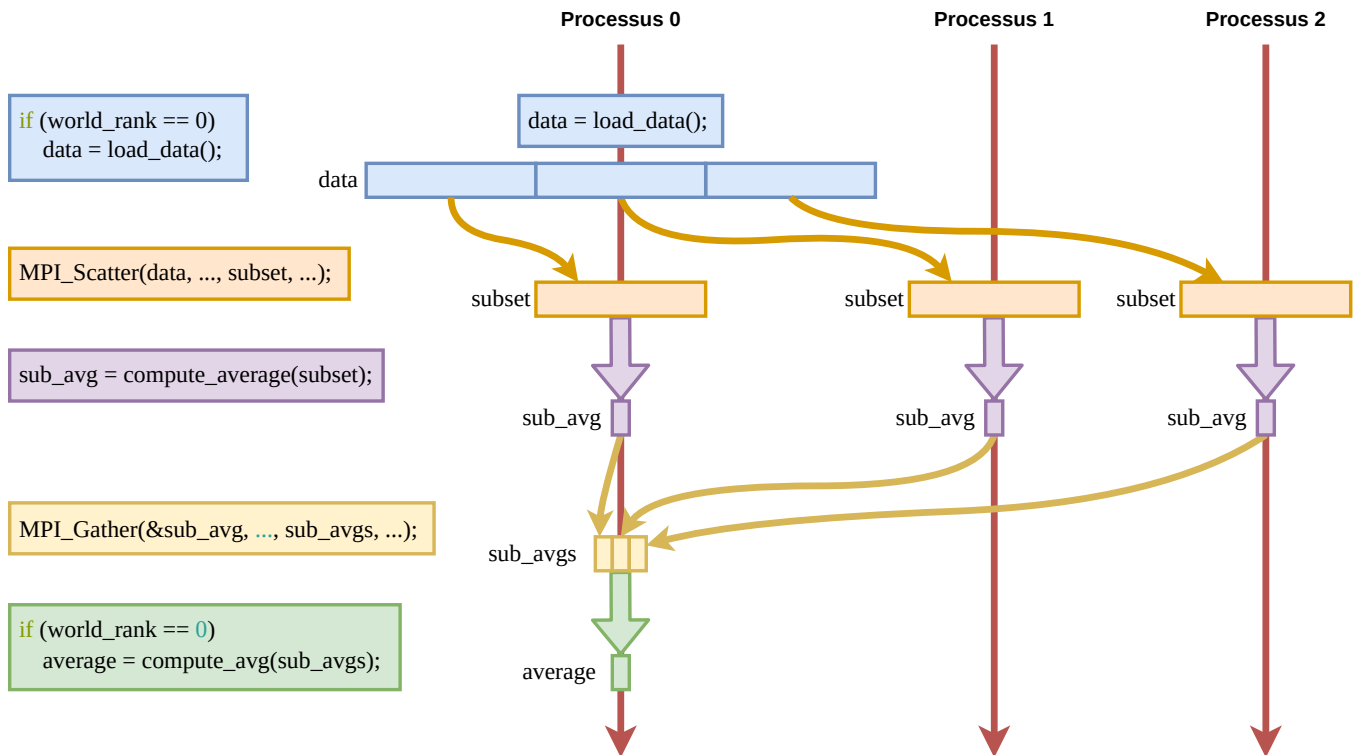 Processus 0
Processus 1
Processus 2
if (world_rank == 0)
data = load_data();
data = load_data();
data
MPI_Scatter(data, ..., subset, ...);
subset
subset
subset
sub_avg = compute_average(subset);
sub_avg
sub_avg
sub_avg
MPI_Gather(&sub_avg, ..., sub_avgs, ...);
sub_avgs
if (world_rank == 0)
average = compute_avg(sub_avgs);
average